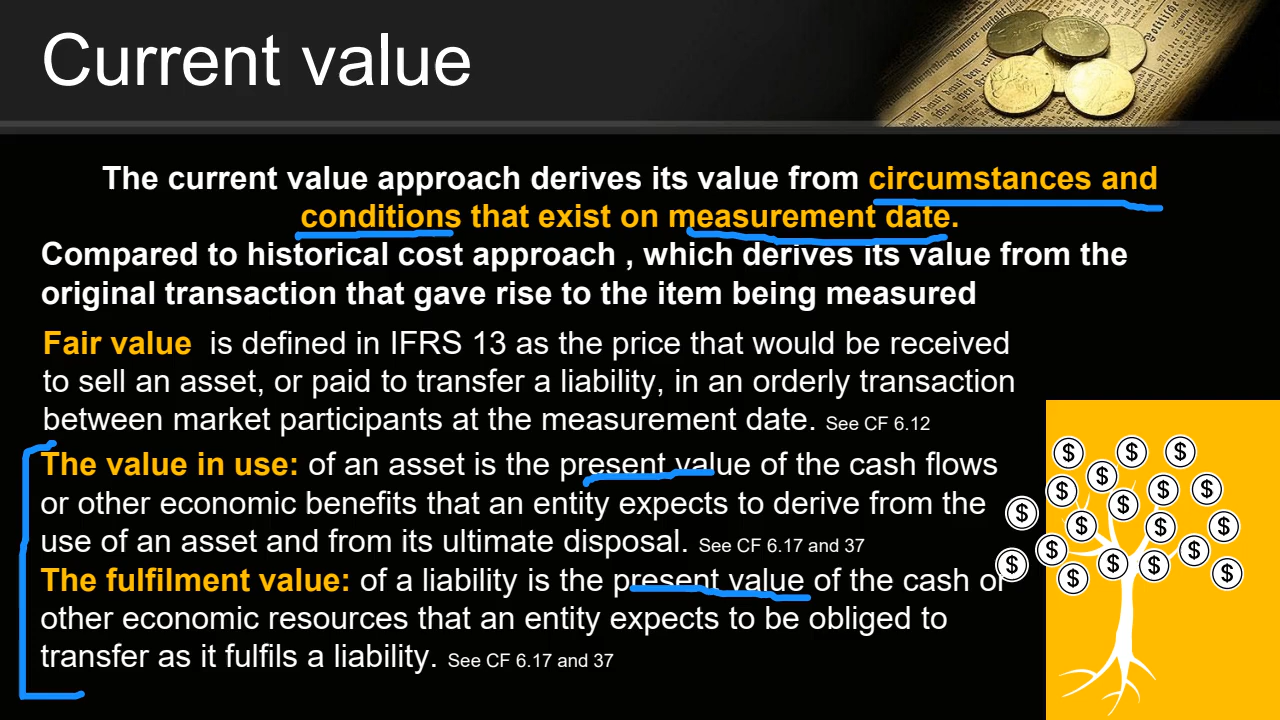 Current value
The current value approach derives its value from circumstances and
conditions that exist on measurement date.
Compared to historical cost approach , which derives its value from the
original transaction that gave rise to the item being measured
Fair value is defined in IFRS 13 as the price that would be received
to sell an asset, or paid to transfer a liability, in an orderly transaction
between market participants at the measurement date. See CF 6.12
The value in use: of an asset is the present value of the cash flows
or other economic benefits that an entity expects to derive from the
use of an asset and from its ultimate disposal. See CF 6.17 and 37
The fulfilment value: of a liability is the present value of the cash or
other economic resources that an entity expects to be obliged to
transfer as it fulfils a liability. See CF 6.17 and 37